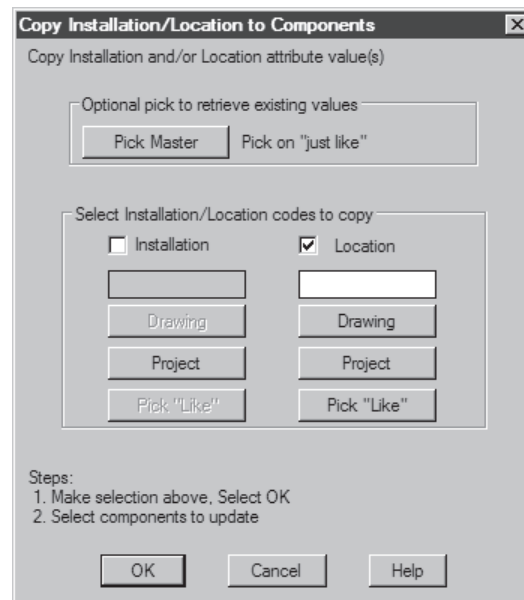 Copy Installation/Location to Components
Copy Installation and/or Location attribute value(s)
Optional pick to retrieve existing values
Pick Master Pick on "just like"
Select Installation/Location codes to copy
Installation Location
Drawing Drawing
Project Project
Pick "Like" Pick "Like"
Steps:
1. Make selection above, Select OK
2. Select components to update
OK Cancel Help